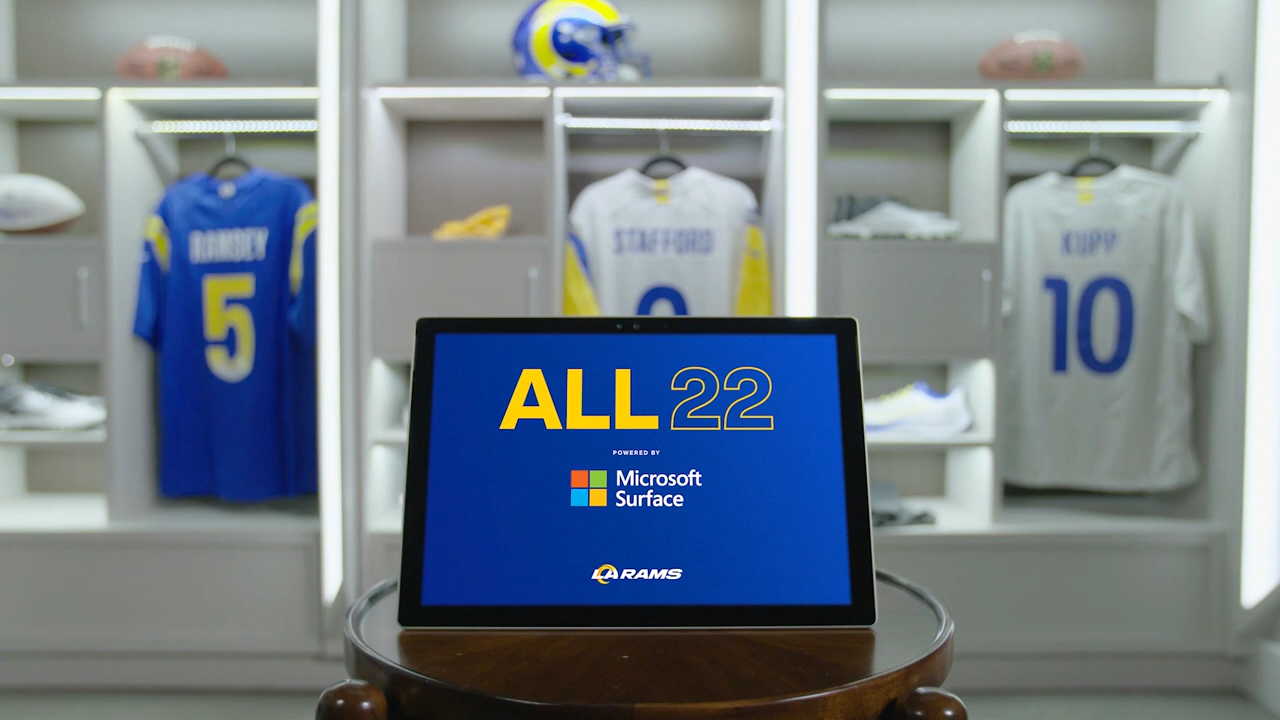 RAMSEY
5
STAFFORD
KUPP
10
ALL 22
POWERED BY
Microsoft
Surface
LA RAMS